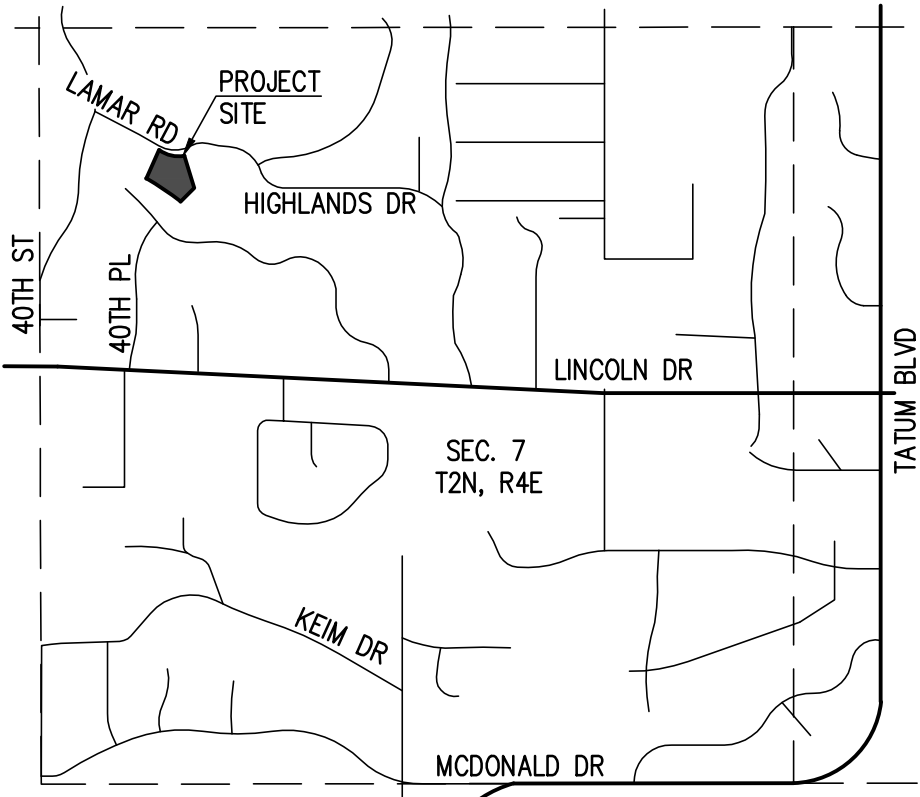 PROJECT
SITE
LAMAR RD
HIGHLANDS DR
40TH ST
40TH PL
LINCOLN DR
TATUM BLVD
SEC. 7
T2N, R4E
KEIM DR
MCDONALD DR